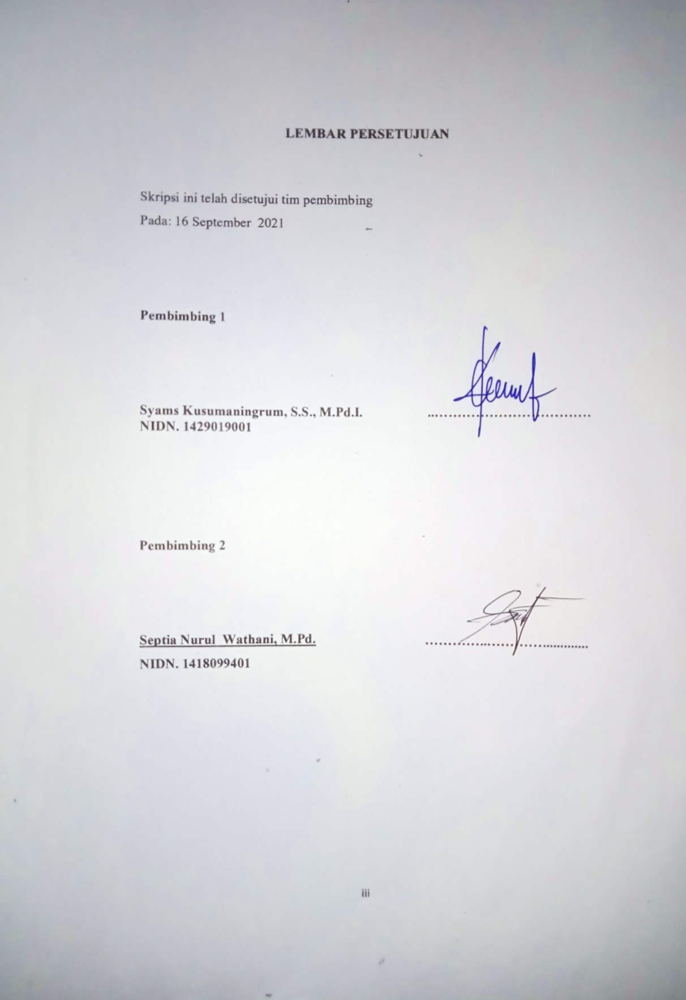 LEMBAR PERSETUJUAN
Skripsi ini telah disetujui tim pembimbing
Pada: 16 September 2021
Pembimbing 1
Syams Kusumaningrum, S.S., M.Pd.I.
NIDN. 1429019001
Pembimbing 2
Septia Nurul Wathani, M.Pd.
NIDN. 1418099401
iii